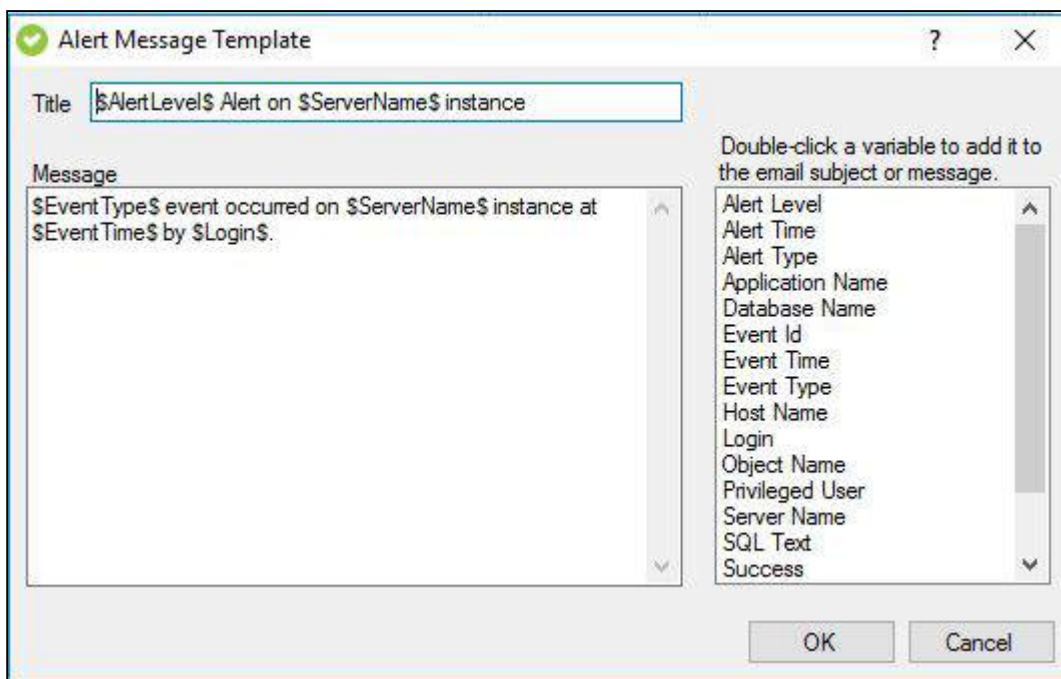 Alert Message Template
?
Title
$AlertLevel$ Alert on $ServerName$ instance
Message
$EventType$ event occurred on $ServerName$ instance at
$EventTime$ by $Login$.
Double-click a variable to add it to
the email subject or message.
Alert Level
Alert Time
Alert Type
Application Name
Database Name
Event Id
Event Time
Event Type
Host Name
Login
Object Name
Privileged User
Server Name
SQL Text
Success
OK
Cancel